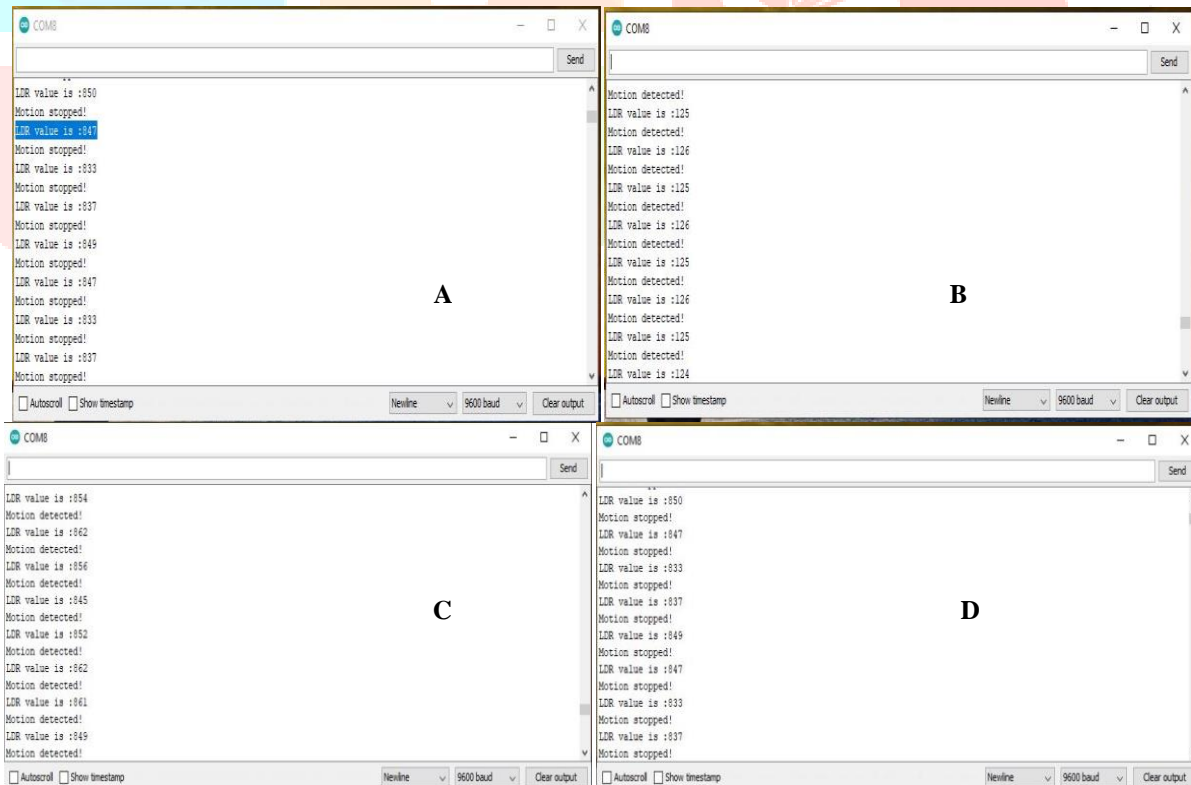 COM8
Send
LDR value is :850
Motion stopped!
LDR value is :847
Motion stopped!
LDR value is :833
Motion stopped!
LDR value is :837
Motion stopped!
LDR value is :849
Motion stopped!
LDR value is :847
Motion stopped!
LDR value is :833
Motion stopped!
LDR value is :837
Motion stopped!
A
Autoscroll Show timestamp Newline 9600 baud Clear output
COM8
Send
Motion detected!
LDR value is :125
Motion detected!
LDR value is :126
Motion detected!
LDR value is :125
Motion detected!
LDR value is :126
Motion detected!
LDR value is :125
Motion detected!
LDR value is :126
Motion detected!
LDR value is :125
Motion detected!
LDR value is :124
B
Autoscroll Show timestamp Newline 9600 baud Clear output
COM8
Send
LDR value is :854
Motion detected!
LDR value is :862
Motion detected!
LDR value is :856
Motion detected!
LDR value is :845
Motion detected!
LDR value is :852
Motion detected!
LDR value is :862
Motion detected!
LDR value is :861
Motion detected!
LDR value is :849
Motion detected!
C
Autoscroll Show timestamp Newline 9600 baud Clear output
COM8
Send
LDR value is :850
Motion stopped!
LDR value is :847
Motion stopped!
LDR value is :833
Motion stopped!
LDR value is :837
Motion stopped!
LDR value is :849
Motion stopped!
LDR value is :847
Motion stopped!
LDR value is :833
Motion stopped!
LDR value is :837
Motion stopped!
D
Autoscroll Show timestamp Newline 9600 baud Clear output